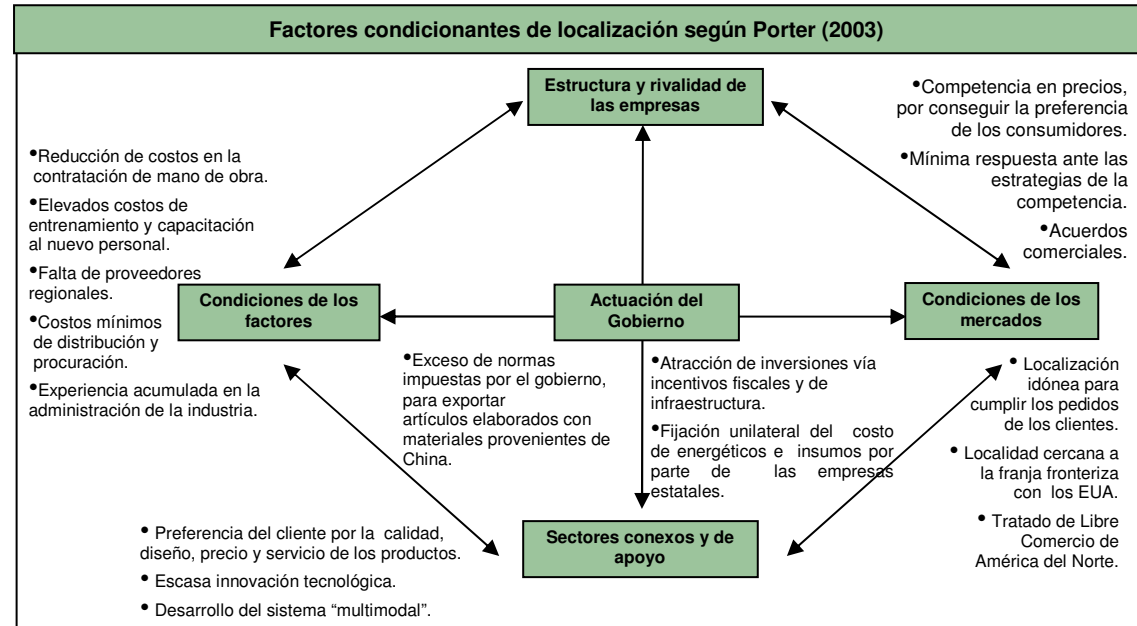 Factores condicionantes de localización según Porter (2003)
Estructura y rivalidad de
las empresas
•Competencia en precios,
por conseguir la preferencia
de los consumidores.
•Mínima respuesta ante las
estrategias de la
competencia.
•Acuerdos
comerciales.
•Reducción de costos en la
contratación de mano de obra.
•Elevados costos de
entrenamiento y capacitación
al nuevo personal.
•Falta de proveedores
regionales.
•Costos mínimos
de distribución y
procuración.
•Experiencia acumulada en la
administración de la industria.
Condiciones de los
factores
Actuación del
Gobierno
Condiciones de los
mercados
•Exceso de normas
impuestas por el gobierno,
para exportar
artículos elaborados con
materiales provenientes de
China.
•Atracción de inversiones vía
incentivos fiscales y de
infraestructura.
•Fijación unilateral del costo
de energéticos e insumos por
parte de las empresas
estatales.
• Localización
idónea para
cumplir los pedidos
de los clientes.
• Localidad cercana a
la franja fronteriza
con los EUA.
• Tratado de Libre
Comercio de
América del Norte.
• Preferencia del cliente por la calidad,
diseño, precio y servicio de los productos.
• Escasa innovación tecnológica.
• Desarrollo del sistema “multimodal”.
Sectores conexos y de
apoyo